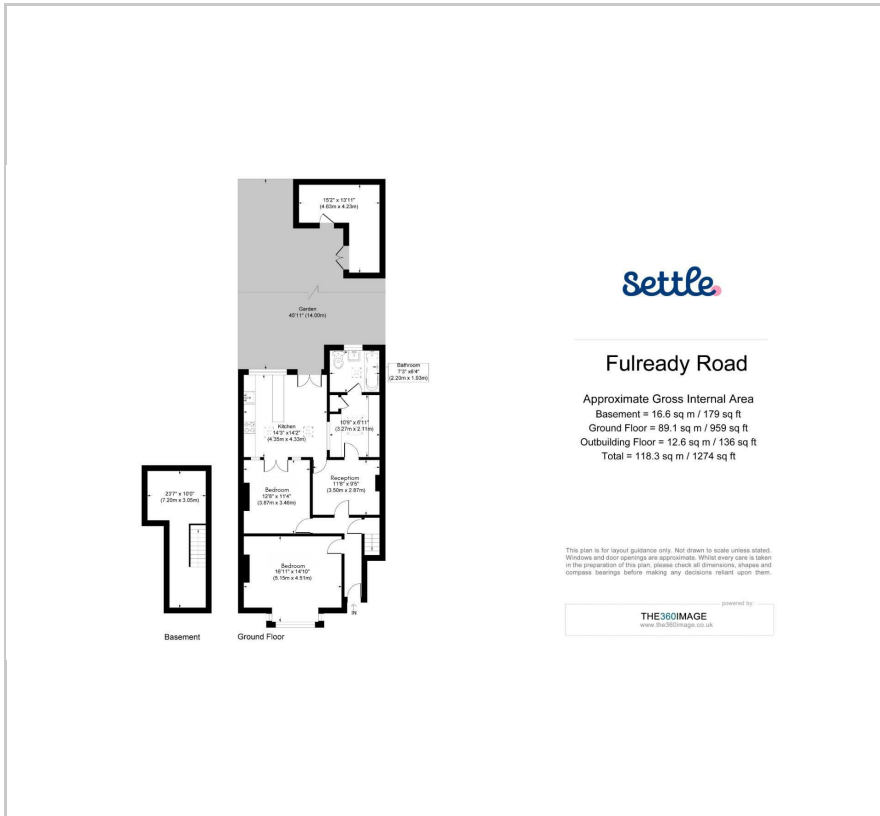 15'2" x 13'11"
(4.63m x 4.23m)
Garden
45'11" (14.00m)
Bathroom
7'3" x6'4"
(2.20m x 1.93m)
Kitchen
14'3" x14'2"
(4.35m x 4.33m)
10'9" x 6'11"
(3.27m x 2.11m)
Reception
11'6" x 9'5"
(3.50m x 2.87m)
Bedroom
12'8" x 11'4"
(3.87m x 3.46m)
Bedroom
16'11" x 14'10"
(5.15m x 4.51m)
IN
23'7" x 10'0"
(7.20m x 3.05m)
Basement
Ground Floor
Settle
Fulready Road
Approximate Gross Internal Area
Basement = 16.6 sq m / 179 sq ft
Ground Floor = 89.1 sq m / 959 sq ft
Outbuilding Floor = 12.6 sq m / 136 sq ft
Total = 118.3 sq m / 1274 sq ft
This plan is for layout guidance only. Not drawn to scale unless stated.
Windows and door openings are approximate. Whilst every care is taken
in the preparation of this plan, please check all dimensions, shapes and
compass bearings before making any decisions reliant upon them.
powered by
THE360IMAGE
www.the360image.co.uk